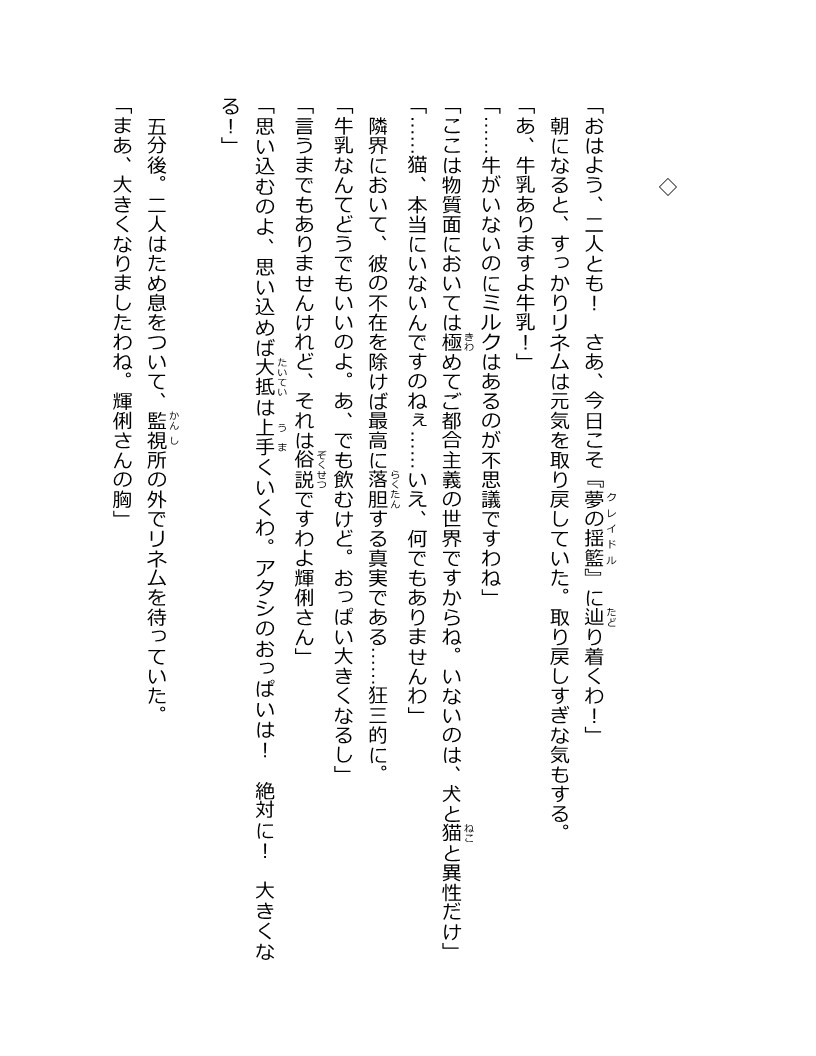 ◇
「おはよう、二人とも！　さあ、今日こそ『夢の揺籃』に辿り着くわ！」
　朝になると、すっかりリネムは元気を取り戻していた。取り戻しすぎな気もする。
「あ、牛乳ありますよ牛乳！」
「……牛がいないのにミルクはあるのが不思議ですわね」
「ここは物質面においては極めてご都合主義の世界ですからね。いないのは、犬と猫と異性だけ」
「……猫、本当にいないんですのねぇ……いえ、何でもありませんわ」
　隣界において、彼の不在を除けば最高に落胆する真実である……狂三的に。
「牛乳なんてどうでもいいのよ。あ、でも飲むけど。おっぱい大きくなるし」
「言うまでもありませんけれど、それは俗説ですわよ輝俐さん」
「思い込むのよ、思い込めば大抵は上手くいくわ。アタシのおっぱいは！　絶対に！　大きくな
る！」
　五分後。二人はため息をついて、監視所の外でリネムを待っていた。
「まあ、大きくなりましたわね。輝俐さんの胸」